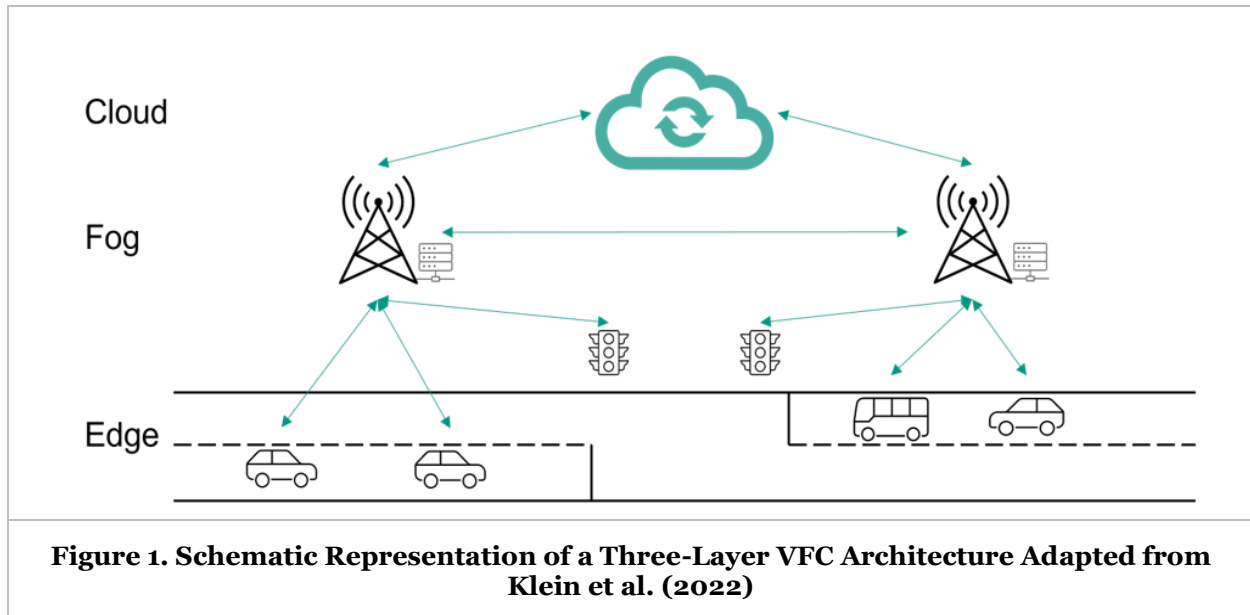 Cloud
Fog
Edge
Figure 1. Schematic Representation of a Three-Layer VFC Architecture Adapted from
Klein et al. (2022)